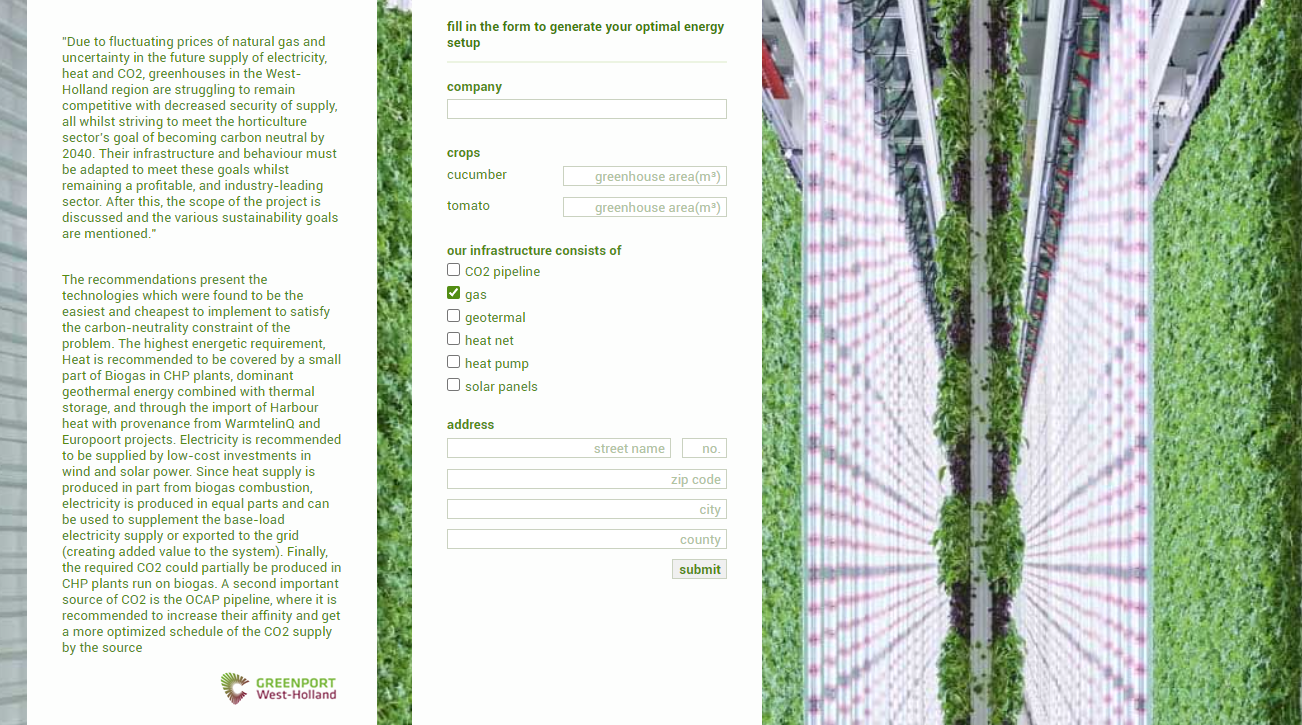 "Due to fluctuating prices of natural gas and
uncertainty in the future supply of electricity,
heat and CO2, greenhouses in the West-
Holland region are struggling to remain
competitive with decreased security of supply,
all whilst striving to meet the horticulture
sector's goal of becoming carbon neutral by
2040. Their infrastructure and behaviour must
be adapted to meet these goals whilst
remaining a profitable, and industry-leading
sector. After this, the scope of the project is
discussed and the various sustainability goals
are mentioned."
The recommendations present the
technologies which were found to be the
easiest and cheapest to implement to satisfy
the carbon-neutrality constraint of the
problem. The highest energetic requirement,
Heat is recommended to be covered by a small
part of Biogas in CHP plants, dominant
geothermal energy combined with thermal
storage, and through the import of Harbour
heat with provenance from WarmtelinQ and
Europoort projects. Electricity is recommended
to be supplied by low-cost investments in
wind and solar power. Since heat supply is
produced in part from biogas combustion,
electricity is produced in equal parts and can
be used to supplement the base-load
electricity supply or exported to the grid
(creating added value to the system). Finally,
the required CO2 could partially be produced in
CHP plants run on biogas. A second important
source of CO2 is the OCAP pipeline, where it is
recommended to increase their affinity and get
a more optimized schedule of the CO2 supply
by the source
GREENPORT
West-Holland
fill in the form to generate your optimal energy
setup
company
crops
cucumber greenhouse area(m³)
tomato greenhouse area(m³)
our infrastructure consists of
CO2 pipeline
gas
geotermal
heat net
heat pump
solar panels
address
street name no.
zip code
city
county
submit